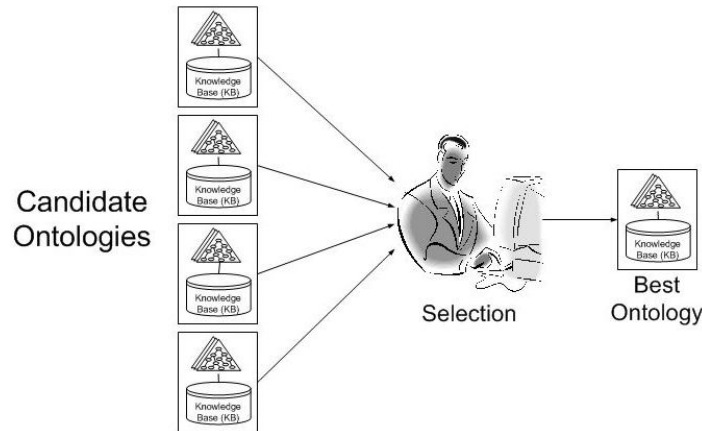 Knowledge
Base (KB)
Knowledge
Base (KB)
Candidate
Ontologies
Knowledge
Base (KB)
Knowledge
Base (KB)
Selection
Knowledge
Base (KB)
Best
Ontology